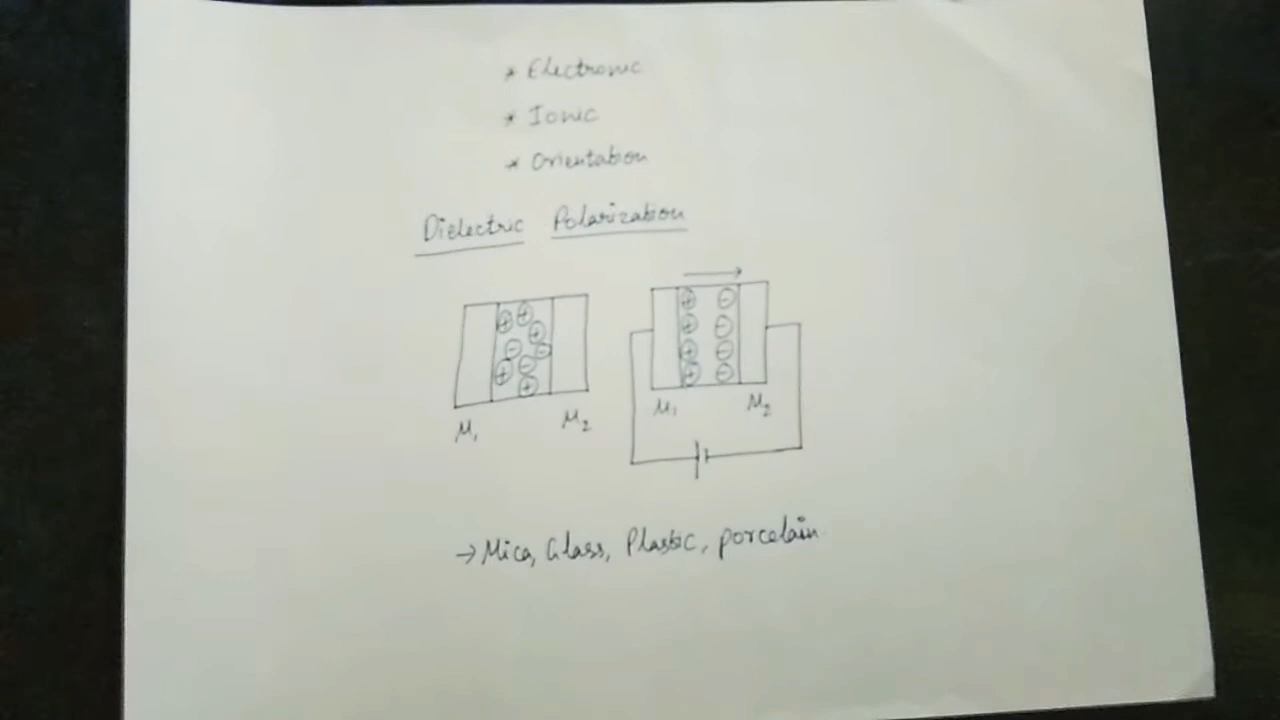 * Electronic
* Ionic
* Orientation
Dielectric Polarization
M₁ M₂ M₁ M₂
→ Mica, Glass, Plastic, porcelain